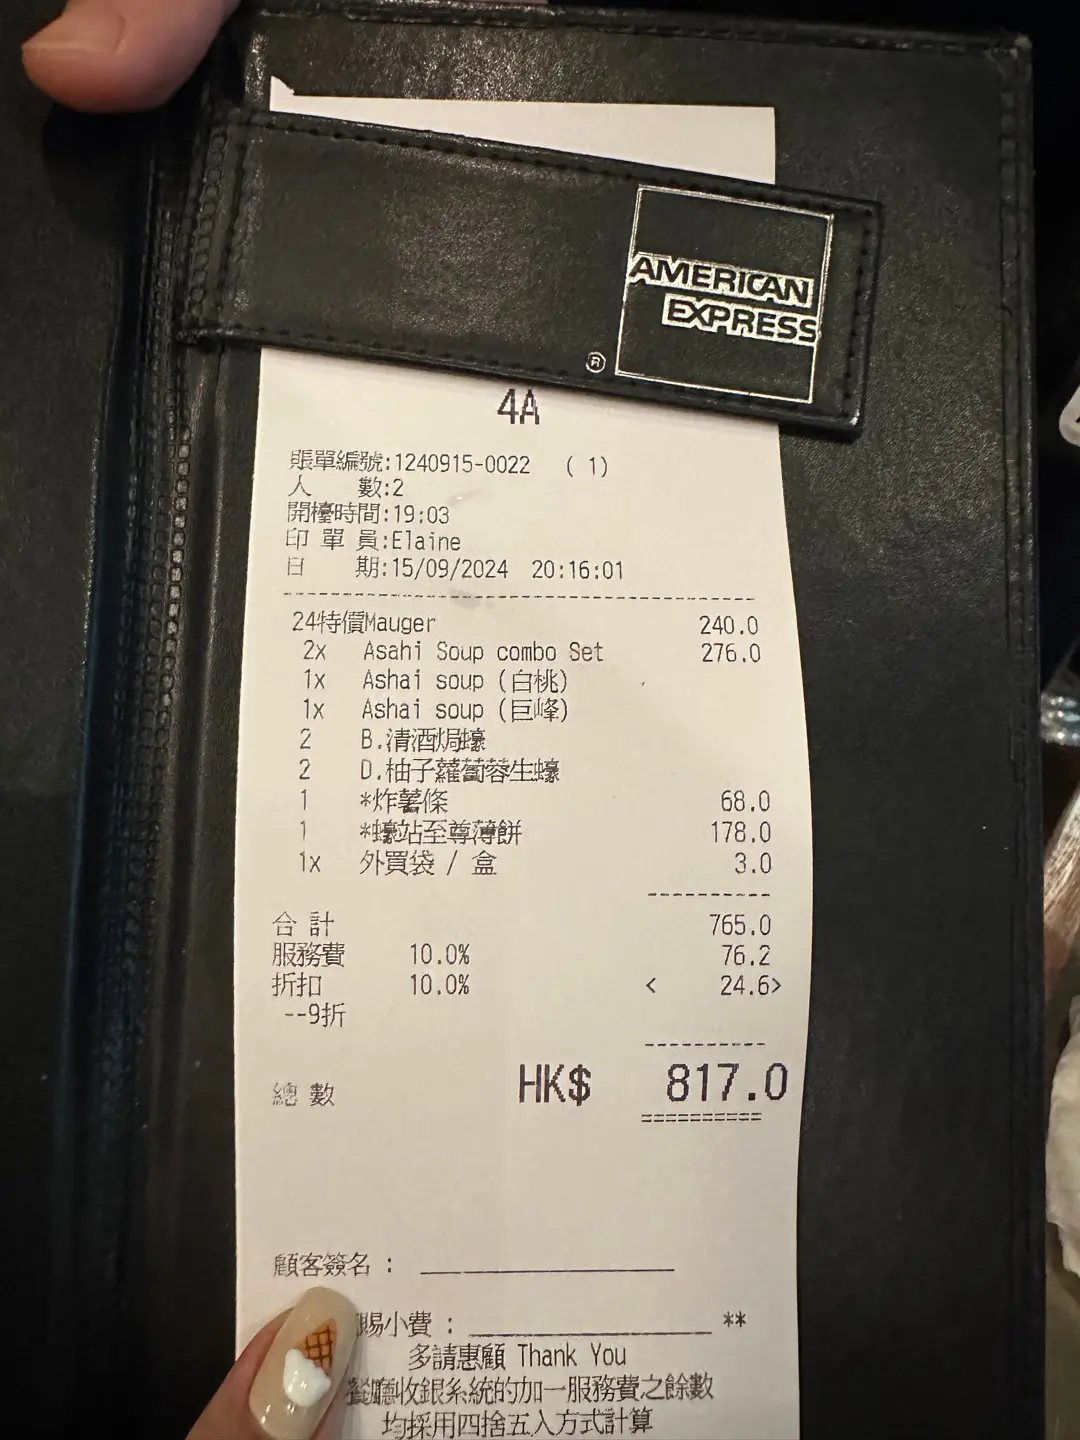 AMERICAN
EXPRESS
®
4A
賬單編號:1240915-0022 ( 1)
人 數:2
開檯時間:19:03
印 單 員:Elaine
日 期:15/09/2024 20:16:01
24特價Mauger 240.0
2x Asahi Soup combo Set 276.0
1x Ashai soup (白桃)
1x Ashai soup (巨峰)
2 B.清酒焗蠔
2 D.柚子蘿蔔蓉生蠔
1 *炸薯條 68.0
1 *蠔站至尊薄餅 178.0
1x 外買袋 / 盒 3.0
合 計 765.0
服務費 10.0% 76.2
折扣 10.0% < 24.6>
--9折
總 數 HK$ 817.0
顧客簽名 :
賜小費 : **
多請惠顧 Thank You
餐廳收銀系統的加一服務費之餘數
均採用四捨五入方式計算